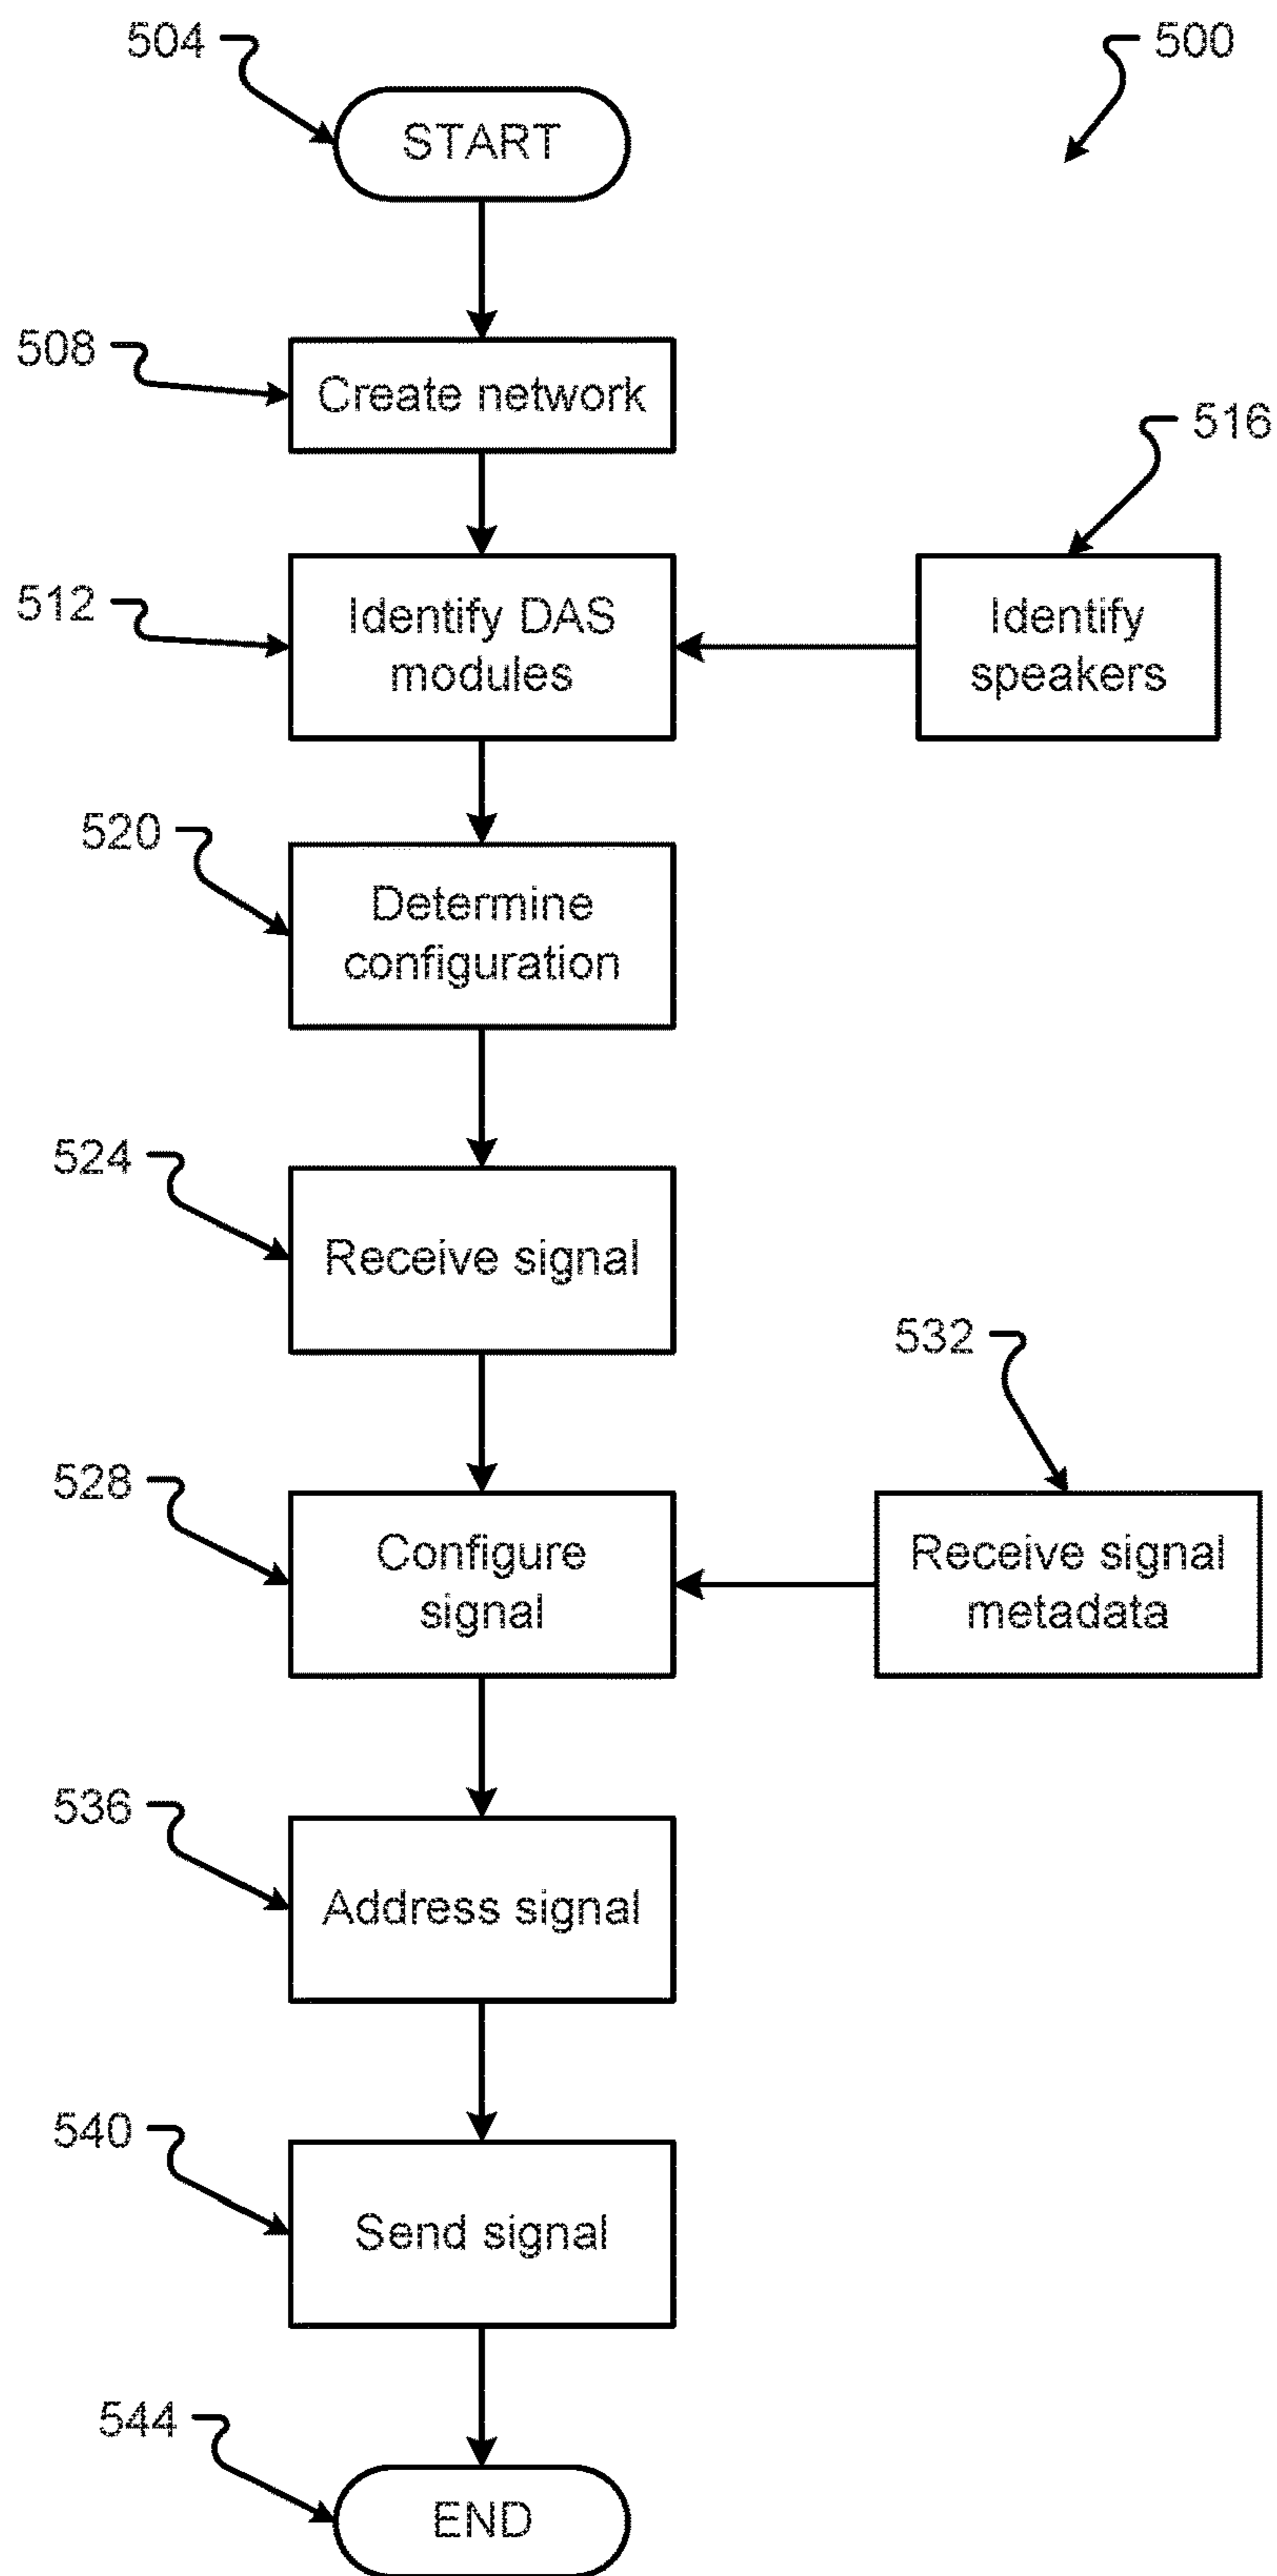 504
500
START
508
Create network
516
512
Identify DAS
modules
Identify
speakers
520
Determine
configuration
524
Receive signal
532
528
Configure
signal
Receive signal
metadata
536
Address signal
540
Send signal
544
END